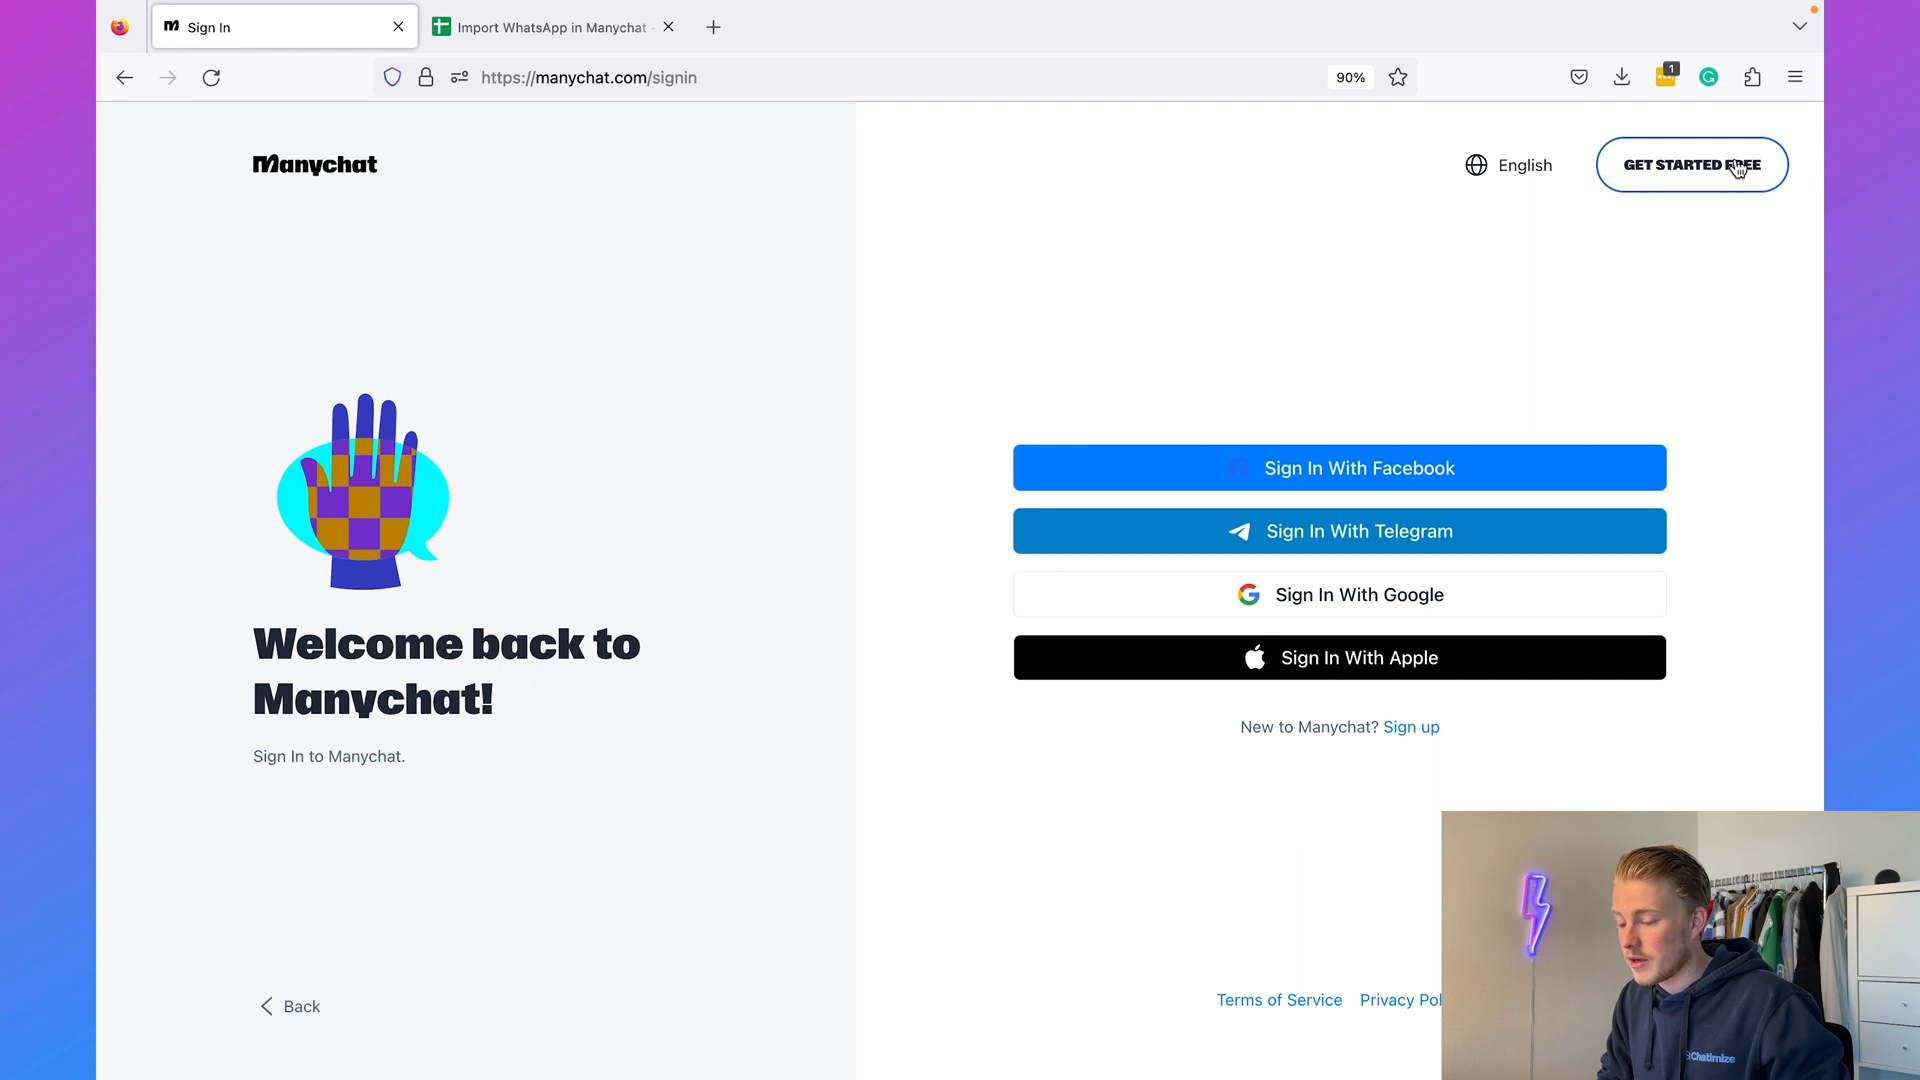 Sign In
Import WhatsApp in Manychat -
https://manychat.com/signin
90%
1
Manychat
English
GET STARTED FREE
Sign In With Facebook
Sign In With Telegram
Sign In With Google
Sign In With Apple
New to Manychat? Sign up
Welcome back to
Manychat!
Sign In to Manychat.
Back
Terms of Service
Privacy Pol
Chatimize